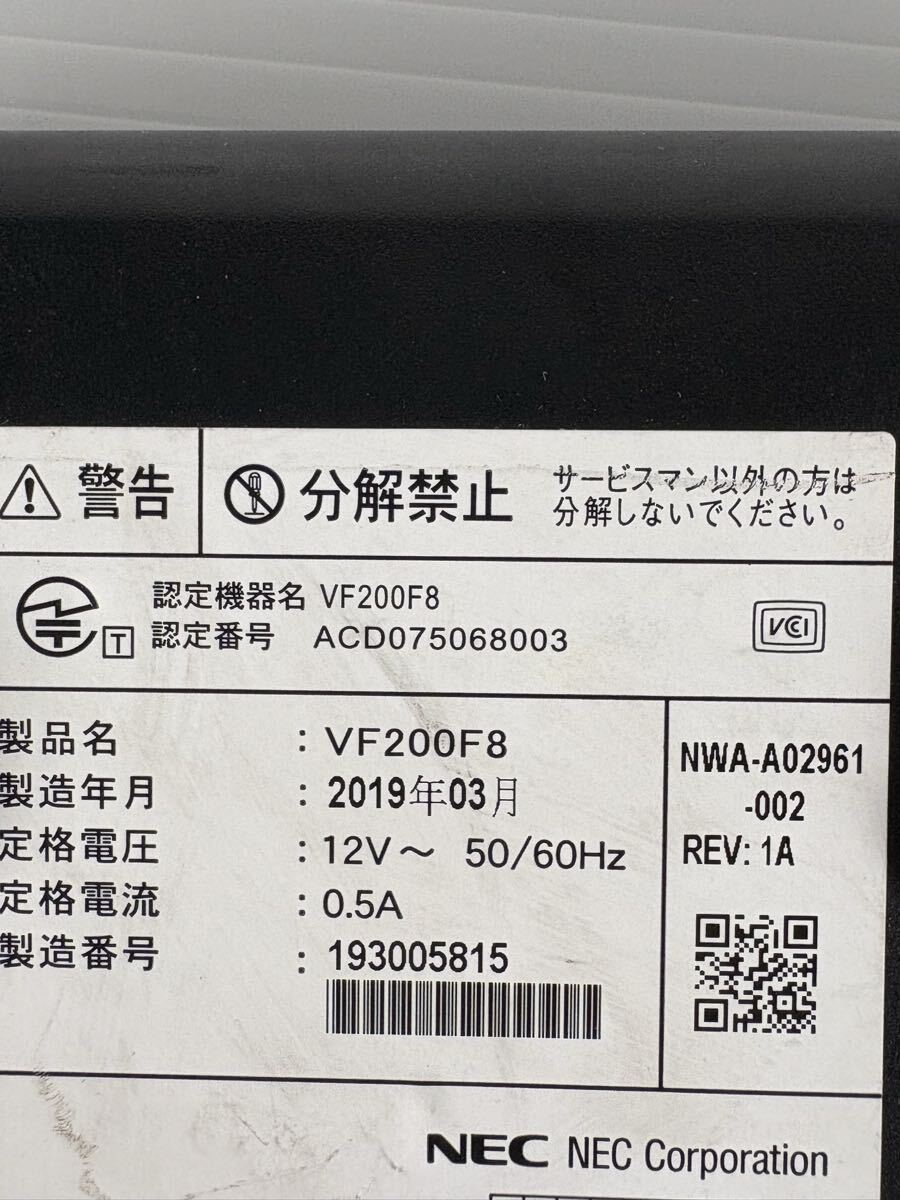 警告
分解禁止
サービスマン以外の方は
分解しないでください。
認定機器名 VF200F8
認定番号 ACD075068003
T
VCI
製品名 : VF200F8
製造年月 : 2019年03月
定格電圧 : 12V～ 50/60Hz
定格電流 : 0.5A
製造番号 : 193005815
NWA-A02961
-002
REV: 1A
NEC NEC Corporation